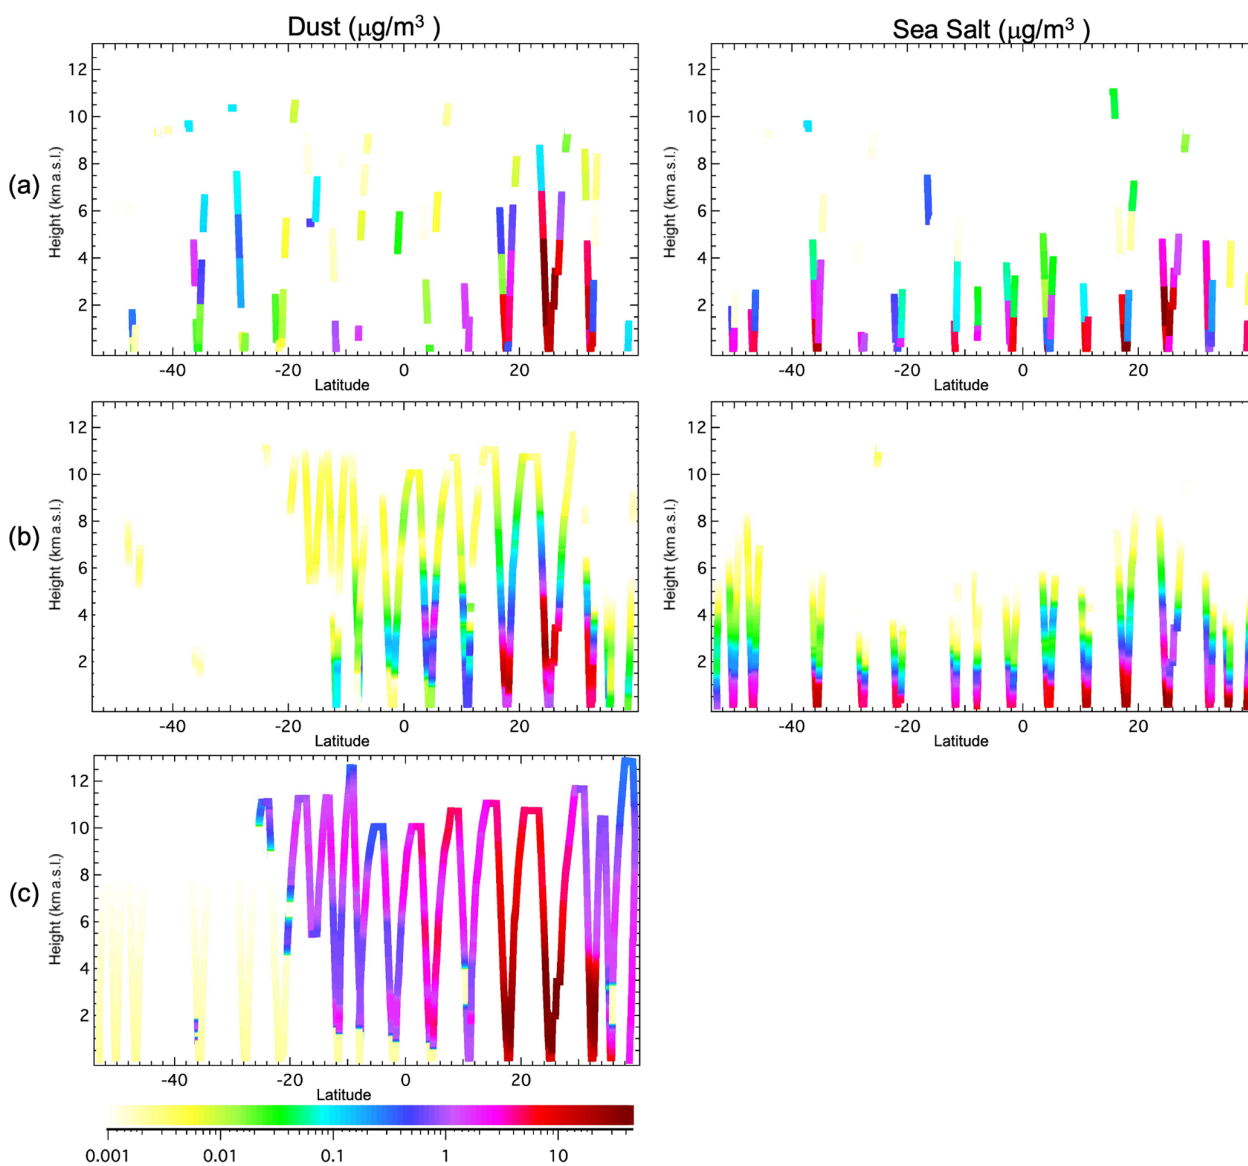 Dust (μg/m³ )
Sea Salt (μg/m³ )
(a)
Height (km a.s.l.)
12
10
8
6
4
2
-40 -20 0 20
Latitude
Height (km a.s.l.)
12
10
8
6
4
2
-40 -20 0 20
Latitude
(b)
Height (km a.s.l.)
12
10
8
6
4
2
-40 -20 0 20
Latitude
Height (km a.s.l.)
12
10
8
6
4
2
-40 -20 0 20
Latitude
(c)
Height (km a.s.l.)
12
10
8
6
4
2
-40 -20 0 20
Latitude
0.001 0.01 0.1 1 10